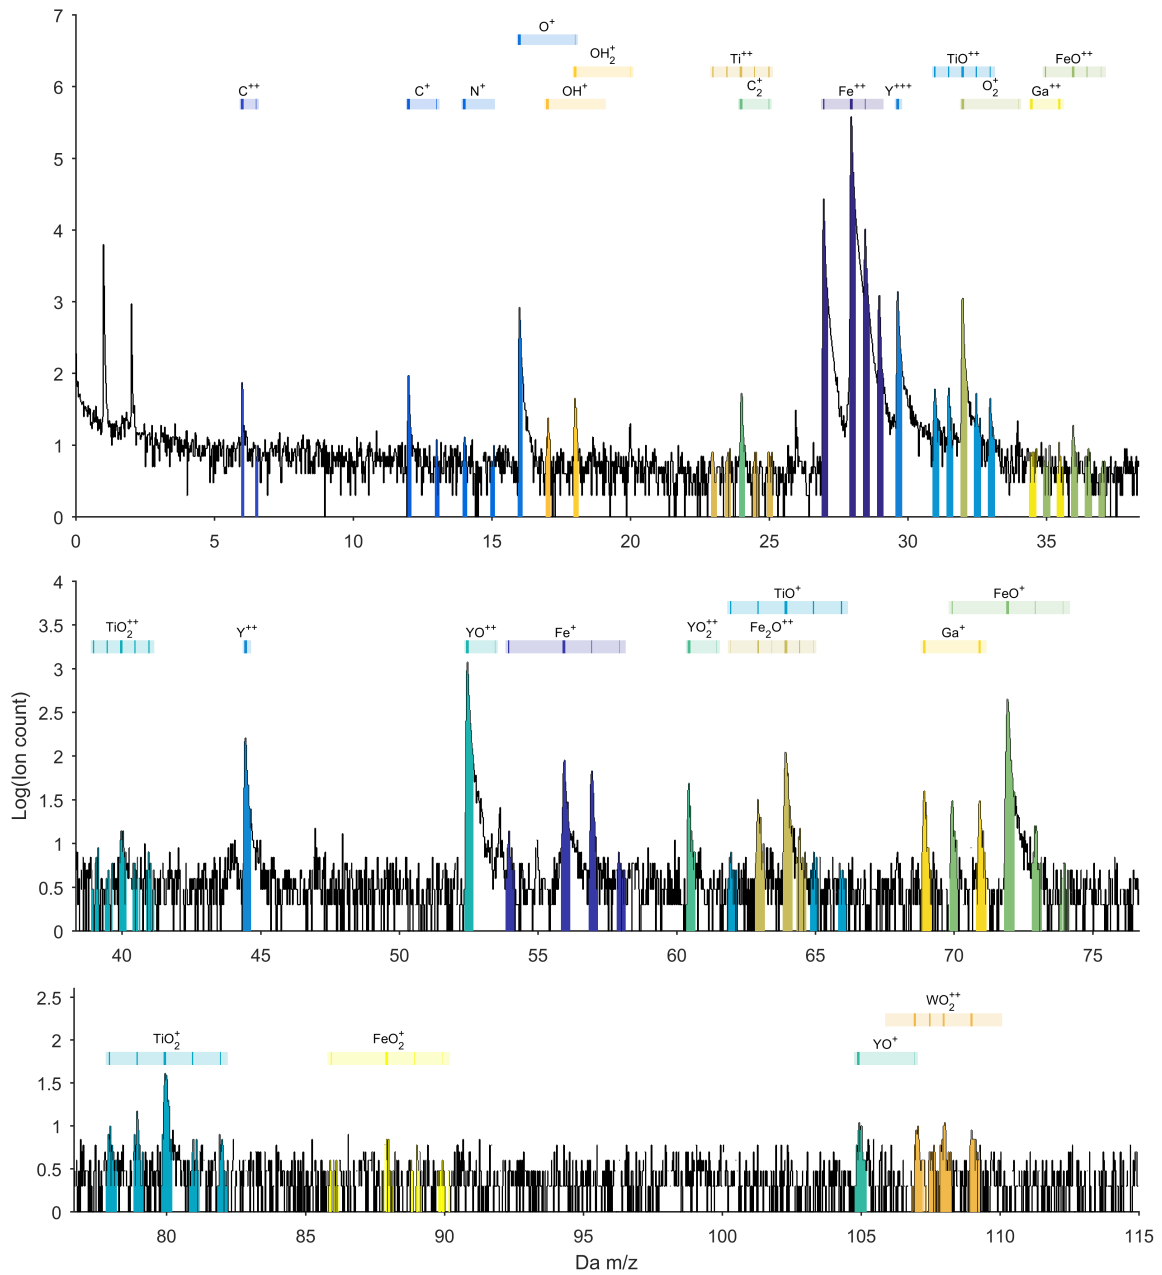 7
6
5
4
3
2
1
0
O⁺
OH₂⁺
Ti⁺⁺
TiO⁺⁺
FeO⁺⁺
C⁺⁺
C⁺
N⁺
OH⁺
C₂⁺
Fe⁺⁺
Y⁺⁺⁺
O₂⁺
Ga⁺⁺
0 5 10 15 20 25 30 35
Log(Ion count)
4
3.5
3
2.5
2
1.5
1
0.5
0
TiO⁺
FeO⁺
TiO₂⁺⁺
Y⁺⁺
YO⁺⁺
Fe⁺
YO₂⁺⁺
Fe₂O⁺⁺
Ga⁺
40 45 50 55 60 65 70 75
2.5
2
1.5
1
0.5
0
WO₂⁺⁺
TiO₂⁺
FeO₂⁺
YO⁺
80 85 90 95 100 105 110 115
Da m/z